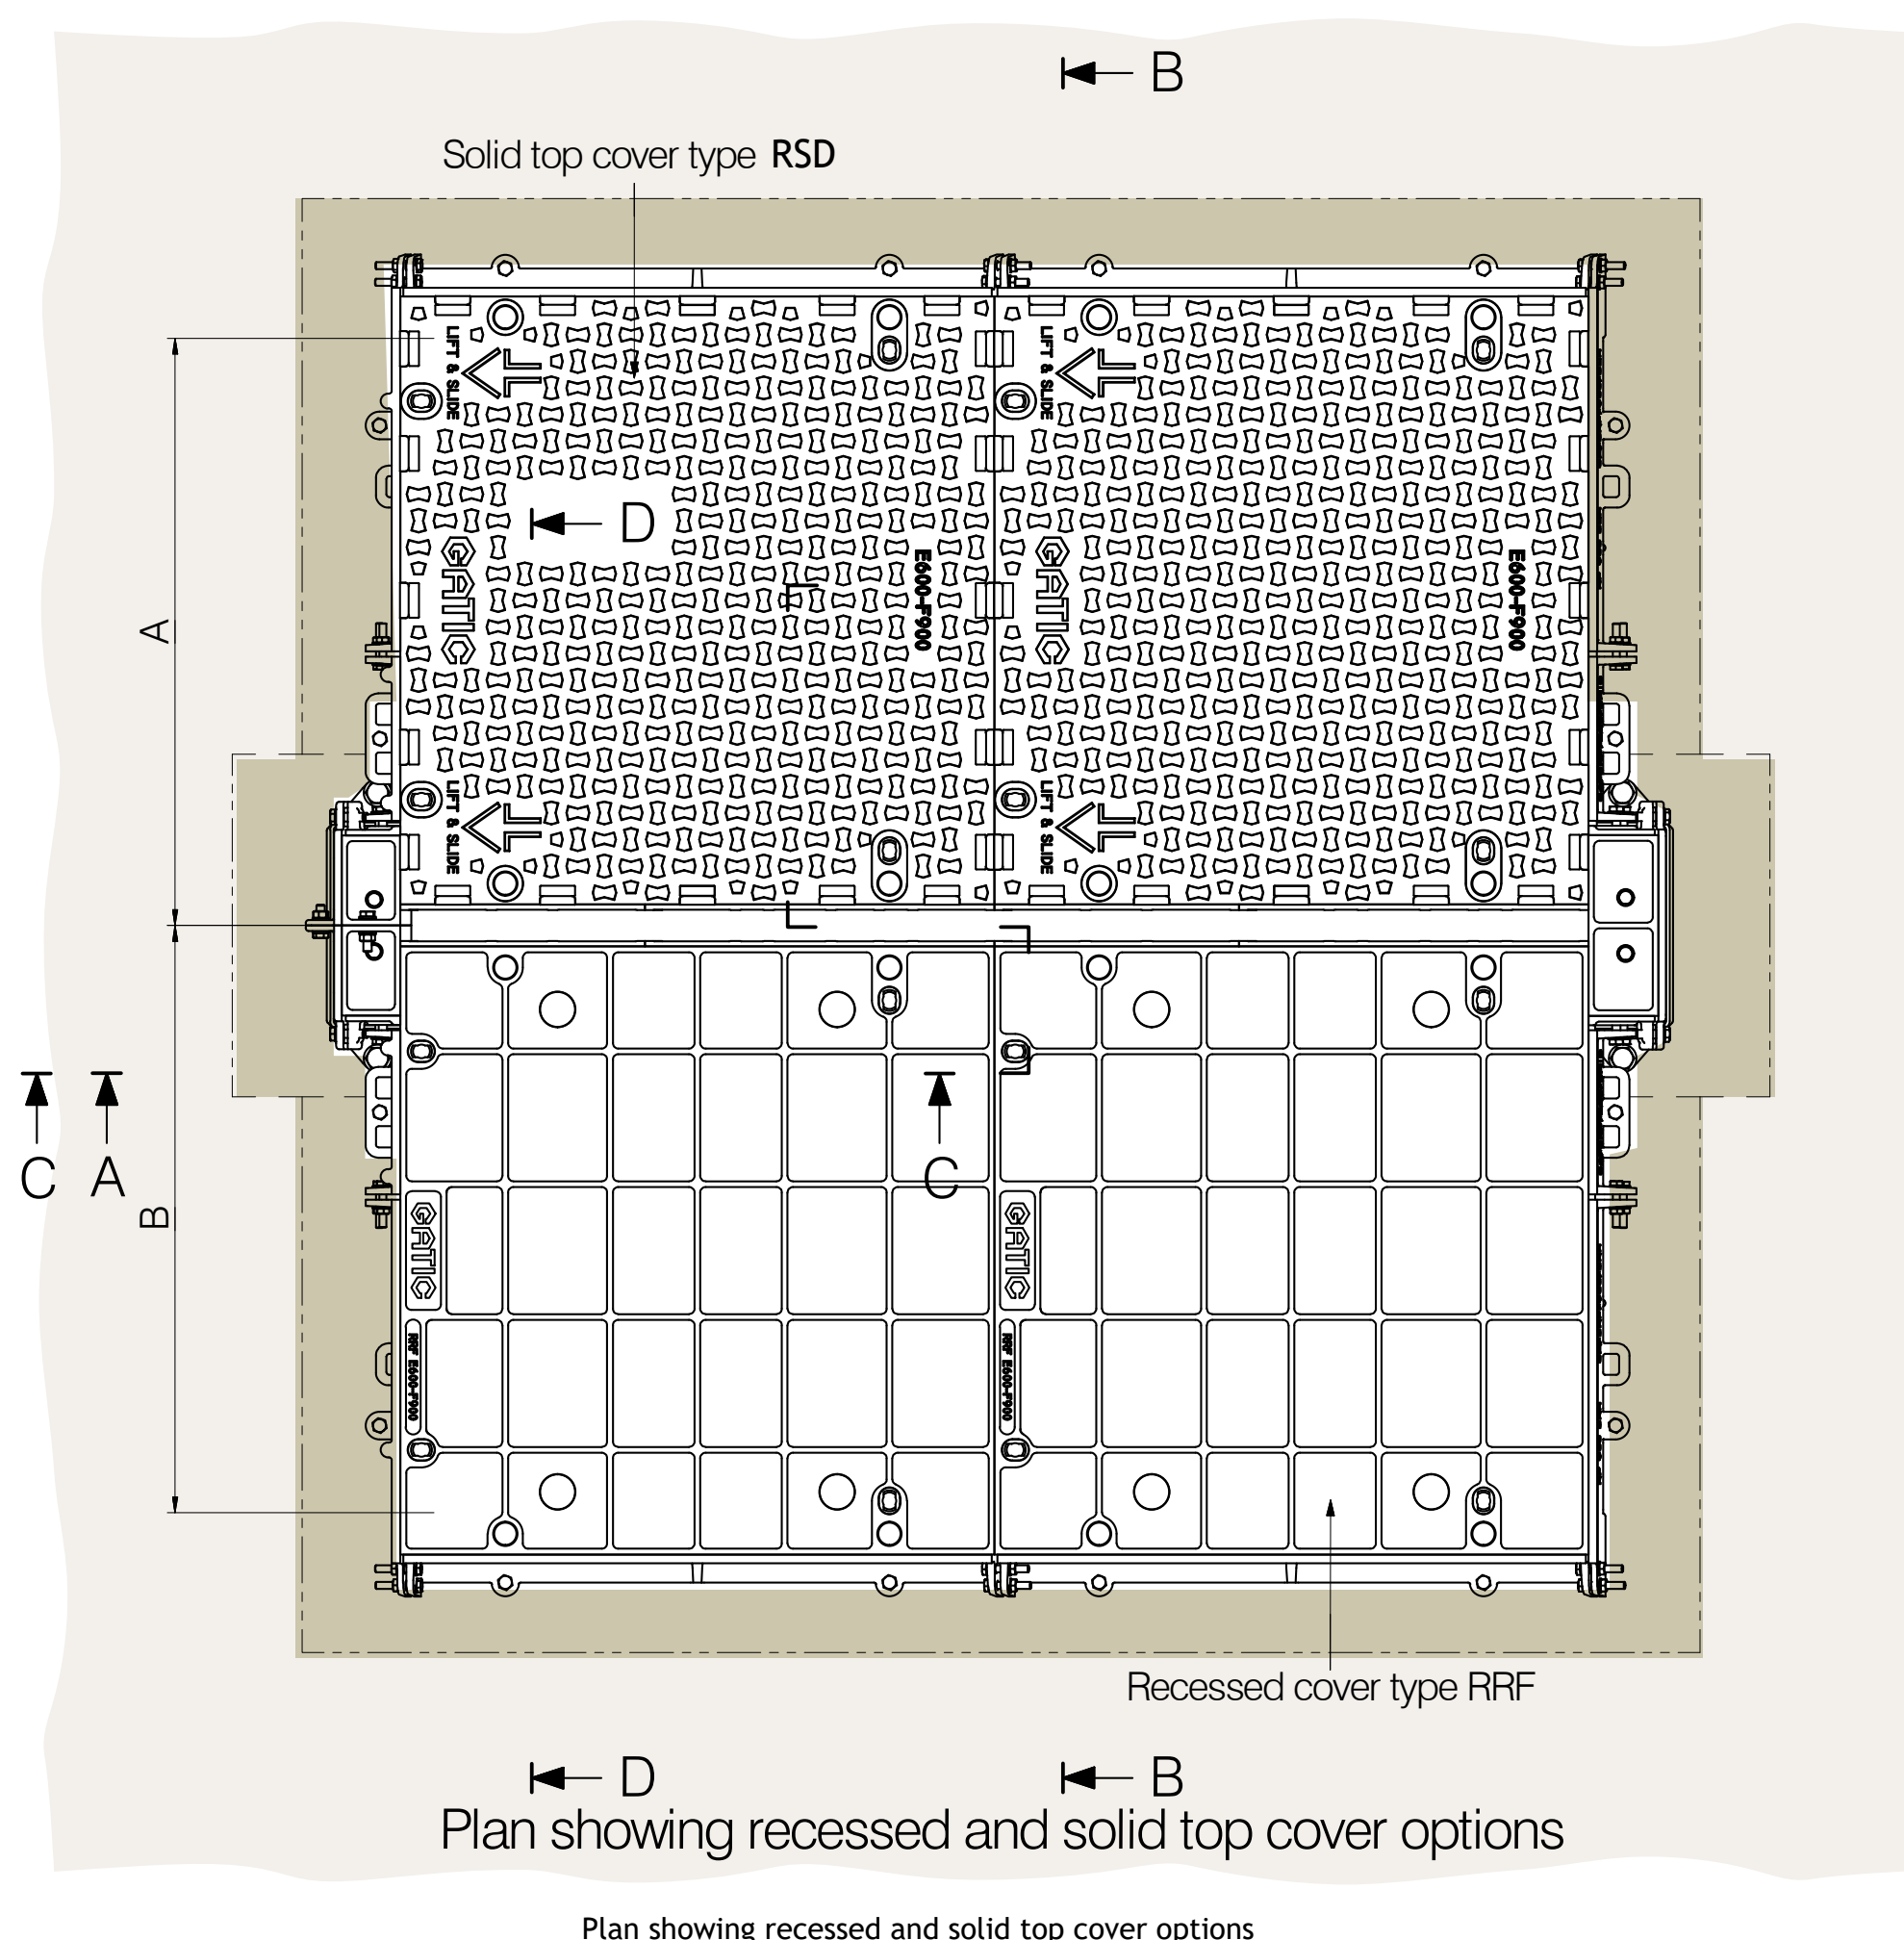 B
Solid top cover type RSD
LIFT & SLIDE
LIFT & SLIDE
D
GATIC
E600-F900
GATIC
E600-F900
A
LIFT & SLIDE
LIFT & SLIDE
C
A
C
B
GATIC
GATIC
RRF E600-F900
RRF E600-F900
Recessed cover type RRF
D
B
Plan showing recessed and solid top cover options
Plan showing recessed and solid top cover options